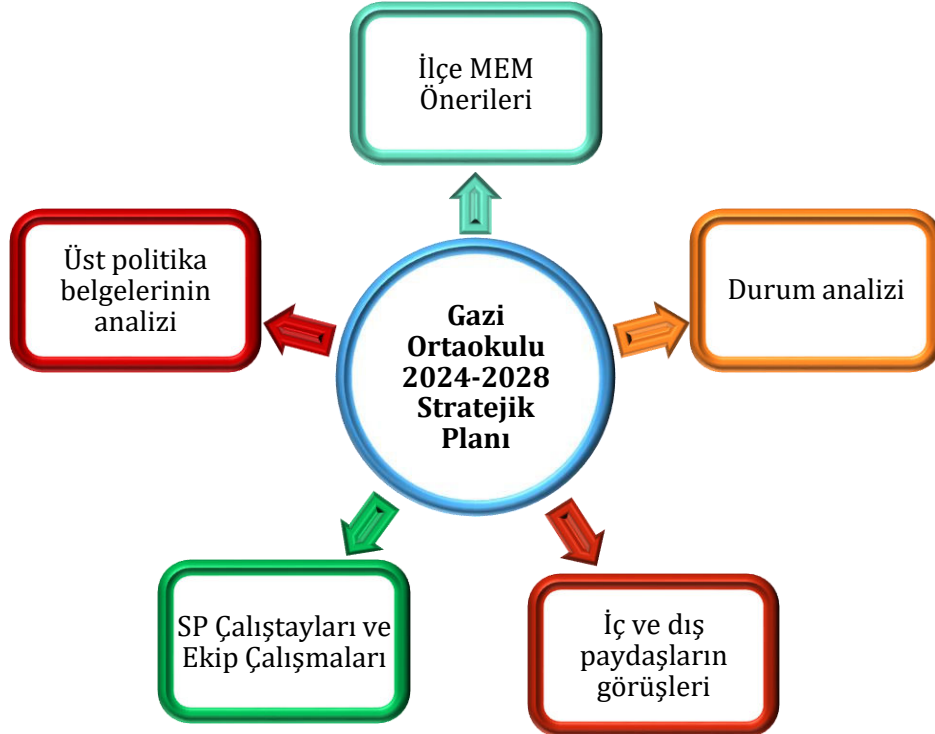 İlçe MEM
Önerileri
Üst politika
belgelerinin
analizi
Durum analizi
Gazi
Ortaokulu
2024-2028
Stratejik
Planı
SP Çalıştayları ve
Ekip Çalışmaları
İç ve dış
paydaşların
görüşleri